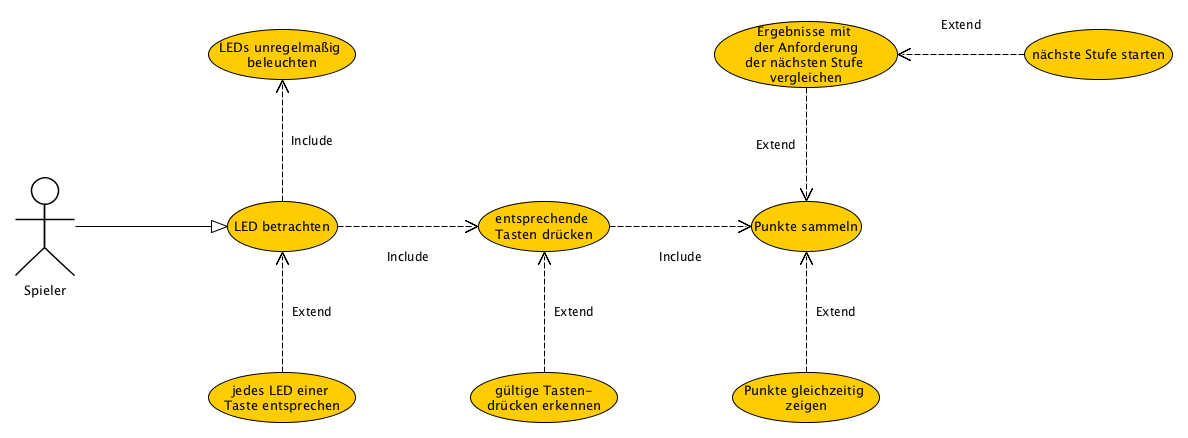 LEDs unregelmaßig
beleuchten
Ergebnisse mit
der Anforderung
der nächsten Stufe
vergleichen
Extend
nächste Stufe starten
Include
Extend
Spieler
LED betrachten
Include
entsprechende
Tasten drücken
Include
Punkte sammeln
Extend
Extend
Extend
jedes LED einer
Taste entsprechen
gültige Tasten-
drücken erkennen
Punkte gleichzeitig
zeigen